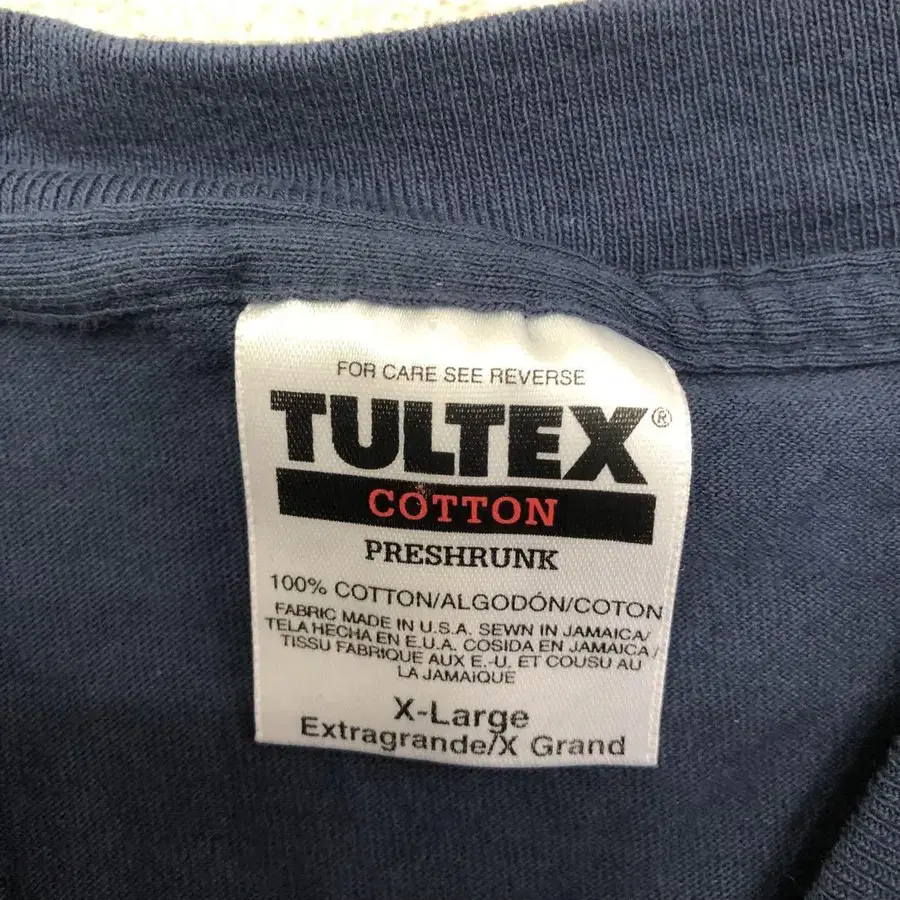 FOR CARE SEE REVERSE
TULTEX®
COTTON
PRESHRUNK
100% COTTON/ALGODÓN/COTON
FABRIC MADE IN U.S.A. SEWN IN JAMAICA/
TELA HECHA EN E.U.A. COSIDA EN JAMAICA/
TISSU FABRIQUE AUX E.-U. ET COUSU AU
LA JAMAIQUE
X-Large
Extragrande/X Grand